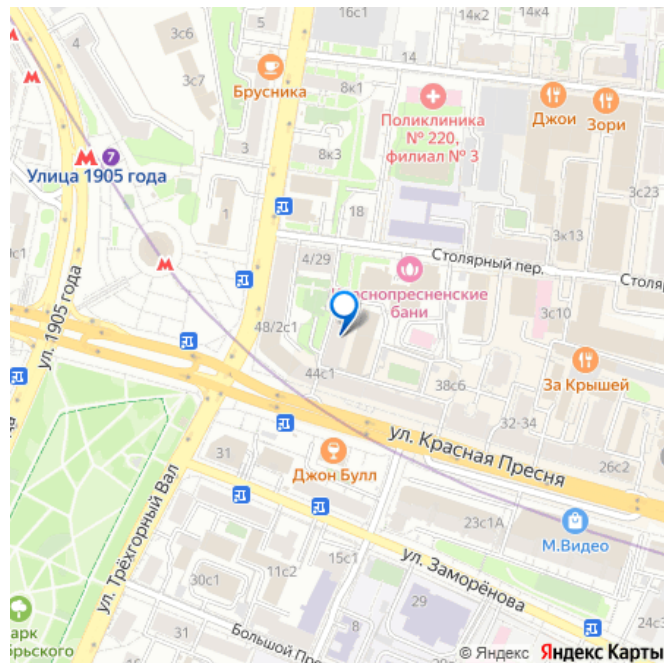 16с1
5
14к2
14к4
4
3с6
14
Брусника
8к1
3с7
Поликлиника
№ 220,
филиал № 3
Джои
Зори
3
8к3
7
Улица 1905 года
3с23
1
18
3к13
4/29
Столярный пер.
Краснопресненские
бани
ул. 1905 года
48/2с1
3с10
44с1
38с6
За Крышей
32-34
ул. Красная Пресня
31
26с2
Джон Булл
ул. Трёхгорный Вал
23с1А
М.Видео
15с1
ул. Заморёнова
11с2
30с1
29
8
31
24с3
Большой Пре
© Яндекс Яндекс Карты